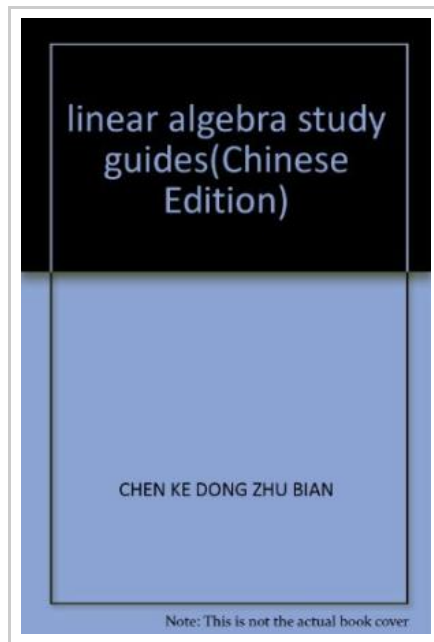 linear algebra study
guides(Chinese
Edition)
CHEN KE DONG ZHU BIAN
Note: This is not the actual book cover